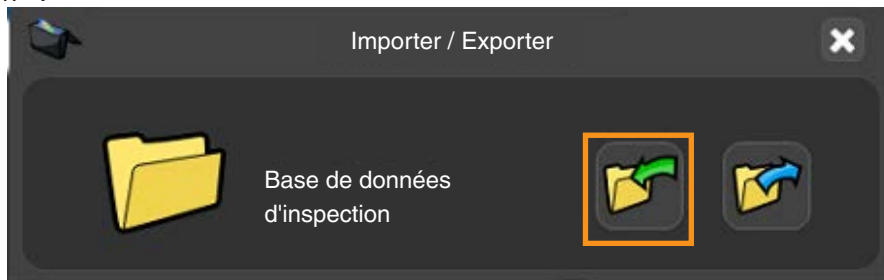 Importer / Exporter
Base de données
d'inspection